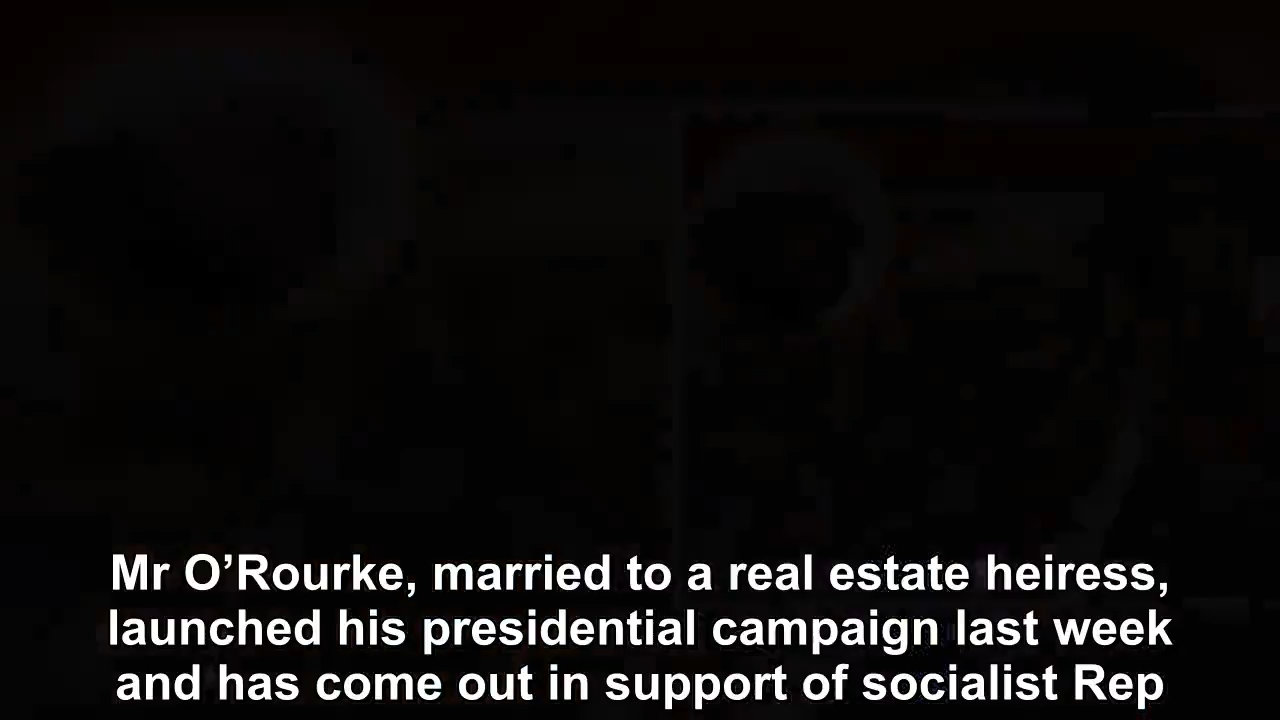 Mr O’Rourke, married to a real estate heiress,
launched his presidential campaign last week
and has come out in support of socialist Rep